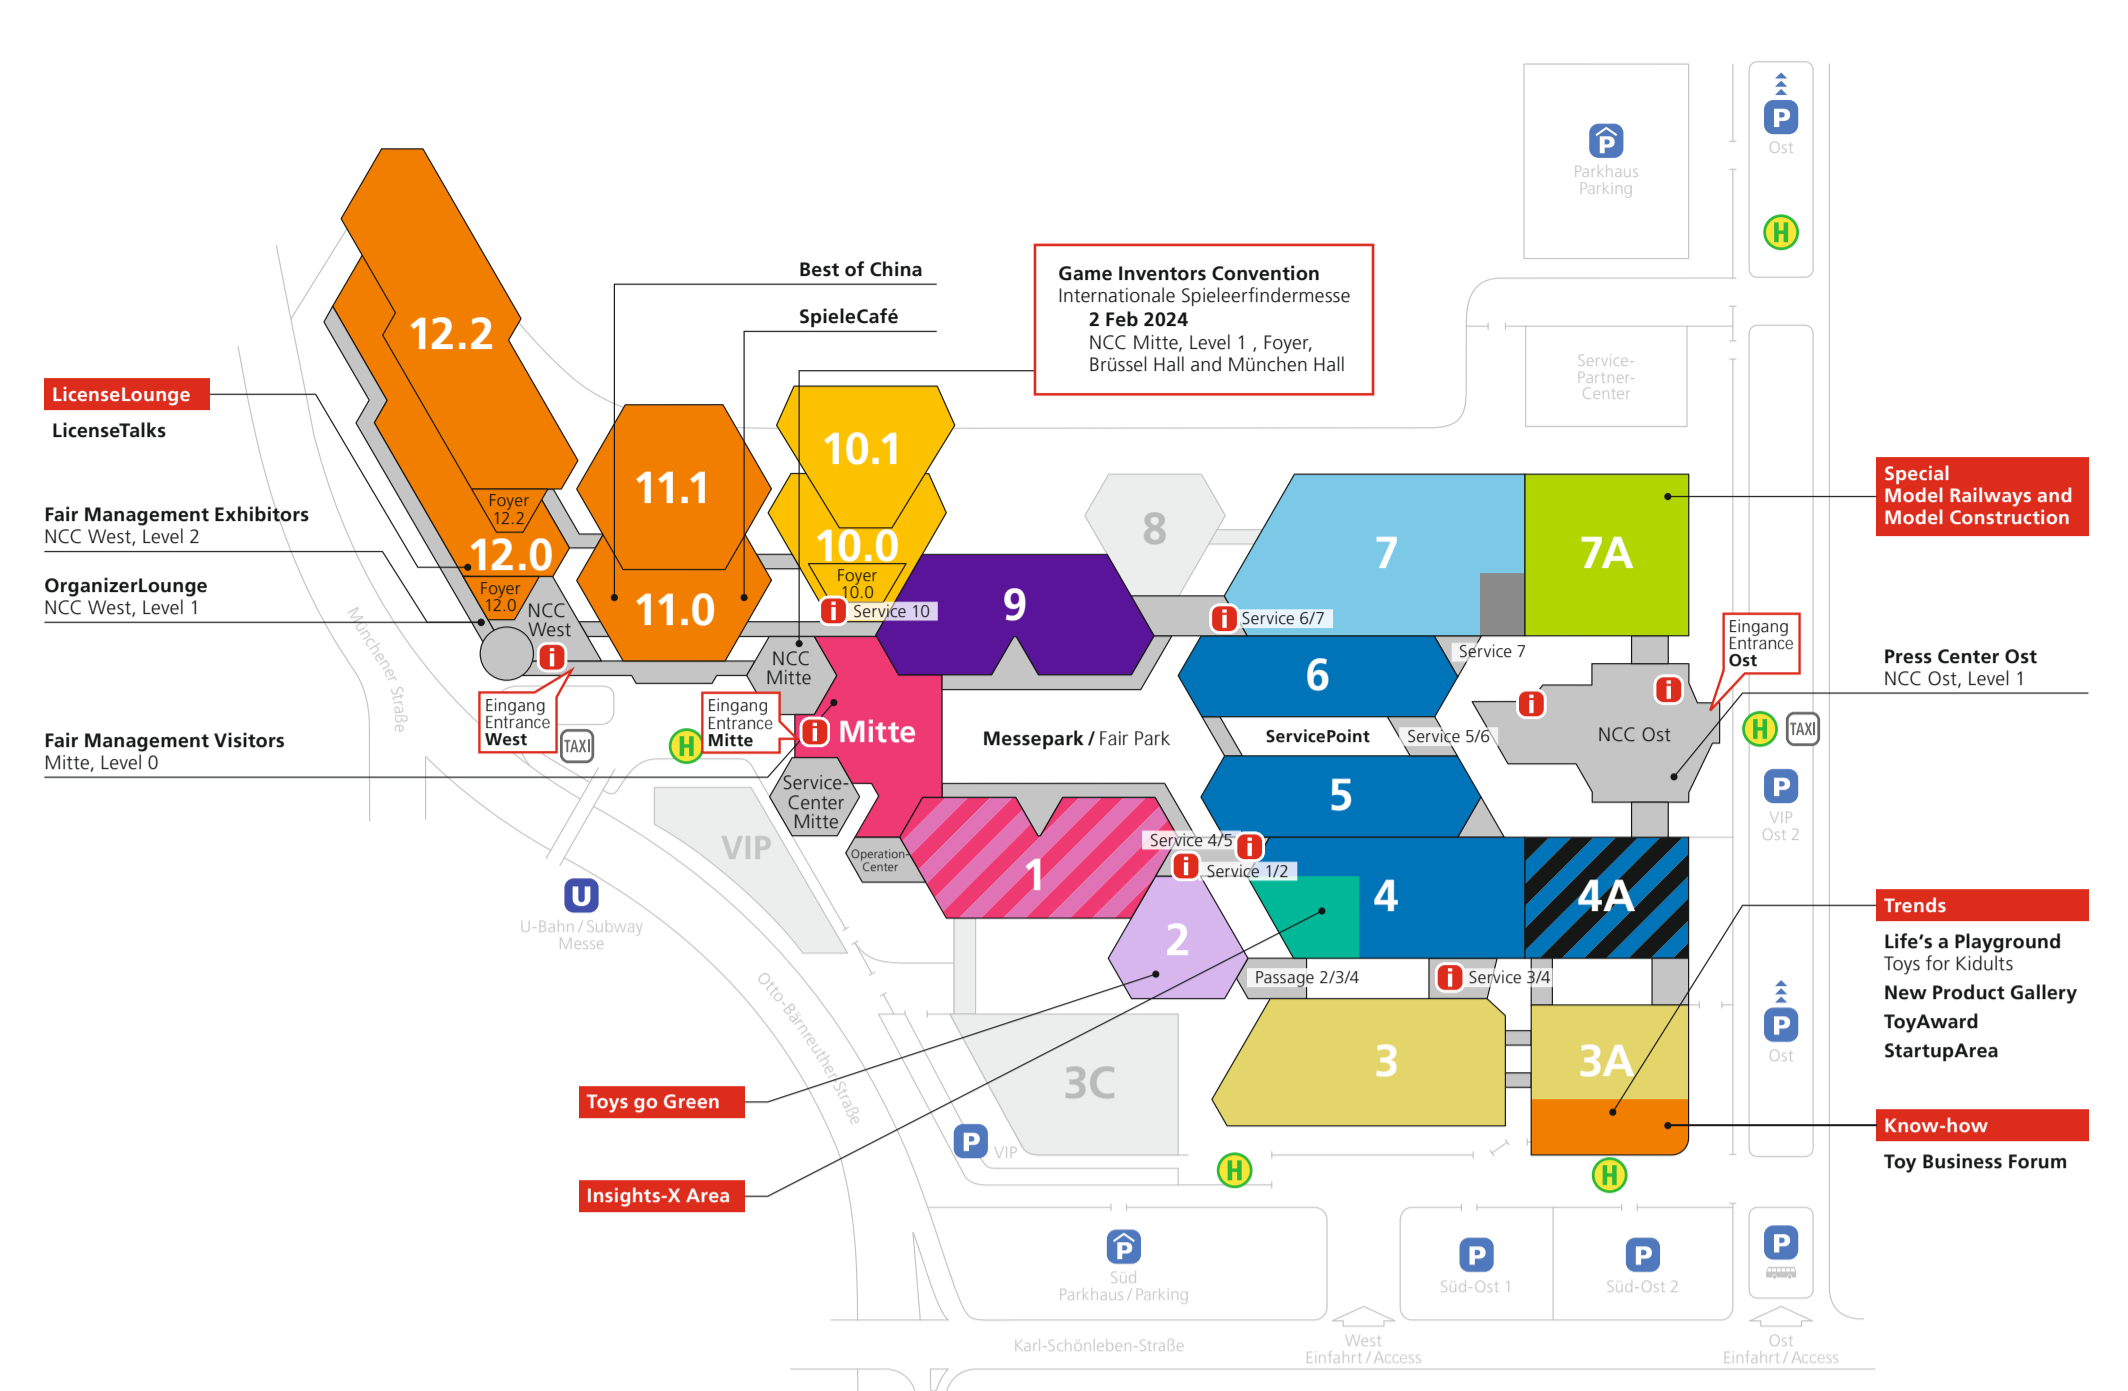 P
Ost
H
P
Parkhaus
Parking
Service-
Partner-
Center
Best of China
SpieleCafé
Game Inventors Convention
Internationale Spieleerfindermesse
2 Feb 2024
NCC Mitte, Level 1 , Foyer,
Brüssel Hall and München Hall
LicenseLounge
LicenseTalks
Fair Management Exhibitors
NCC West, Level 2
OrganizerLounge
NCC West, Level 1
Fair Management Visitors
Mitte, Level 0
12.2
Foyer
12.2
12.0
Foyer
12.0
NCC
West
i
11.1
11.0
10.1
10.0
Foyer
10.0
i Service 10
9
8
7
7A
i Service 6/7
Service 7
6
ServicePoint
Service 5/6
5
Messepark / Fair Park
NCC
Mitte
Mitte
i
Eingang
Entrance
West
TAXI
H
Eingang
Entrance
Mitte
Service-
Center
Mitte
Operation-
Center
VIP
1
Service 4/5 i
i Service 1/2
2
4
4A
Passage 2/3/4
i Service 3/4
3
3A
3C
NCC Ost
i
i
Eingang
Entrance
Ost
H
TAXI
P
VIP
Ost 2
P
Ost
Special
Model Railways and
Model Construction
Press Center Ost
NCC Ost, Level 1
Trends
Life's a Playground
Toys for Kidults
New Product Gallery
ToyAward
StartupArea
Know-how
Toy Business Forum
Toys go Green
Insights-X Area
Münchener Straße
U
U-Bahn / Subway
Messe
Otto-Bärnreuther-Straße
P VIP
H
H
P
Süd
Parkhaus / Parking
P
Süd-Ost 1
P
Süd-Ost 2
P
Karl-Schönleben-Straße
West
Einfahrt / Access
Ost
Einfahrt / Access